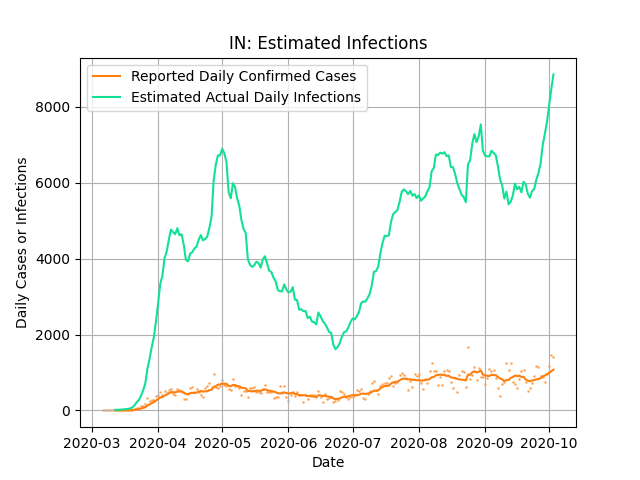 IN: Estimated Infections
Reported Daily Confirmed Cases
Estimated Actual Daily Infections
Daily Cases or Infections
8000
6000
4000
2000
0
2020-03 2020-04 2020-05 2020-06 2020-07 2020-08 2020-09 2020-10
Date